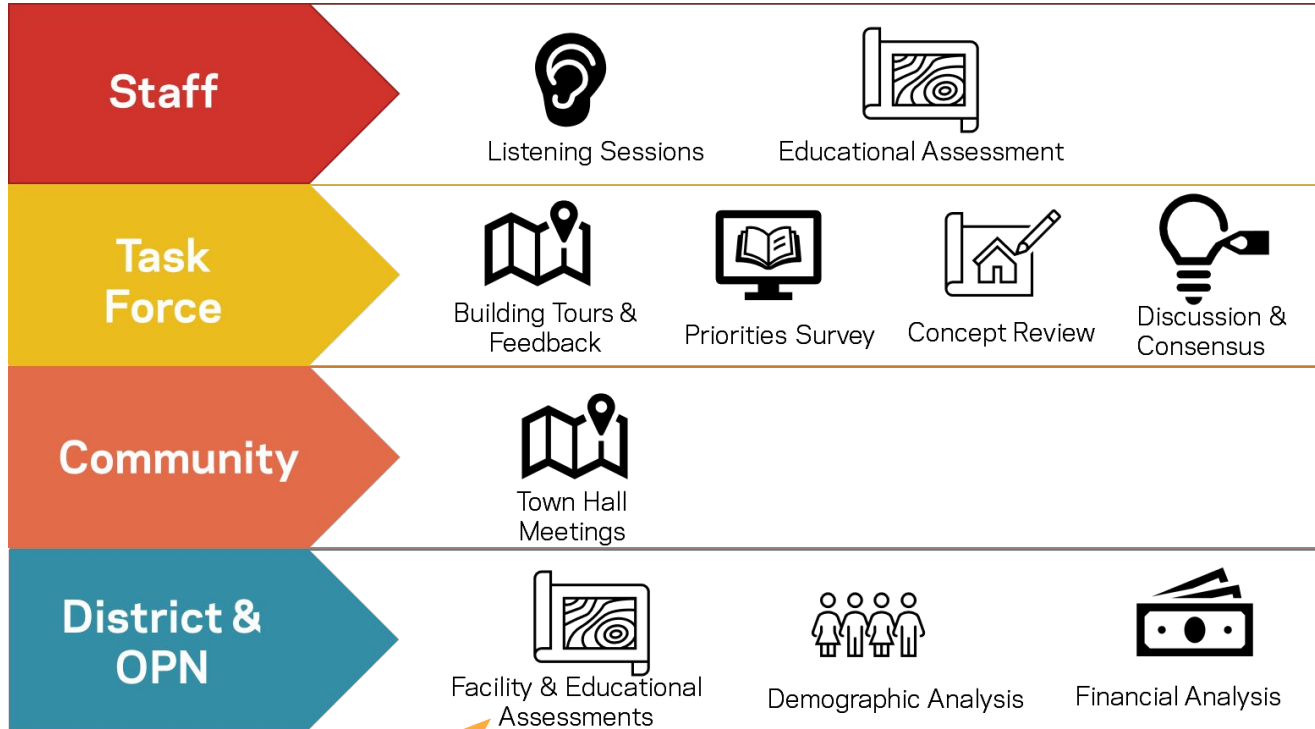 Staff
Listening Sessions
Educational Assessment
Task
Force
Building Tours &
Feedback
Priorities Survey
Concept Review
Discussion &
Consensus
Community
Town Hall
Meetings
District &
OPN
Facility & Educational
Assessments
Demographic Analysis
Financial Analysis